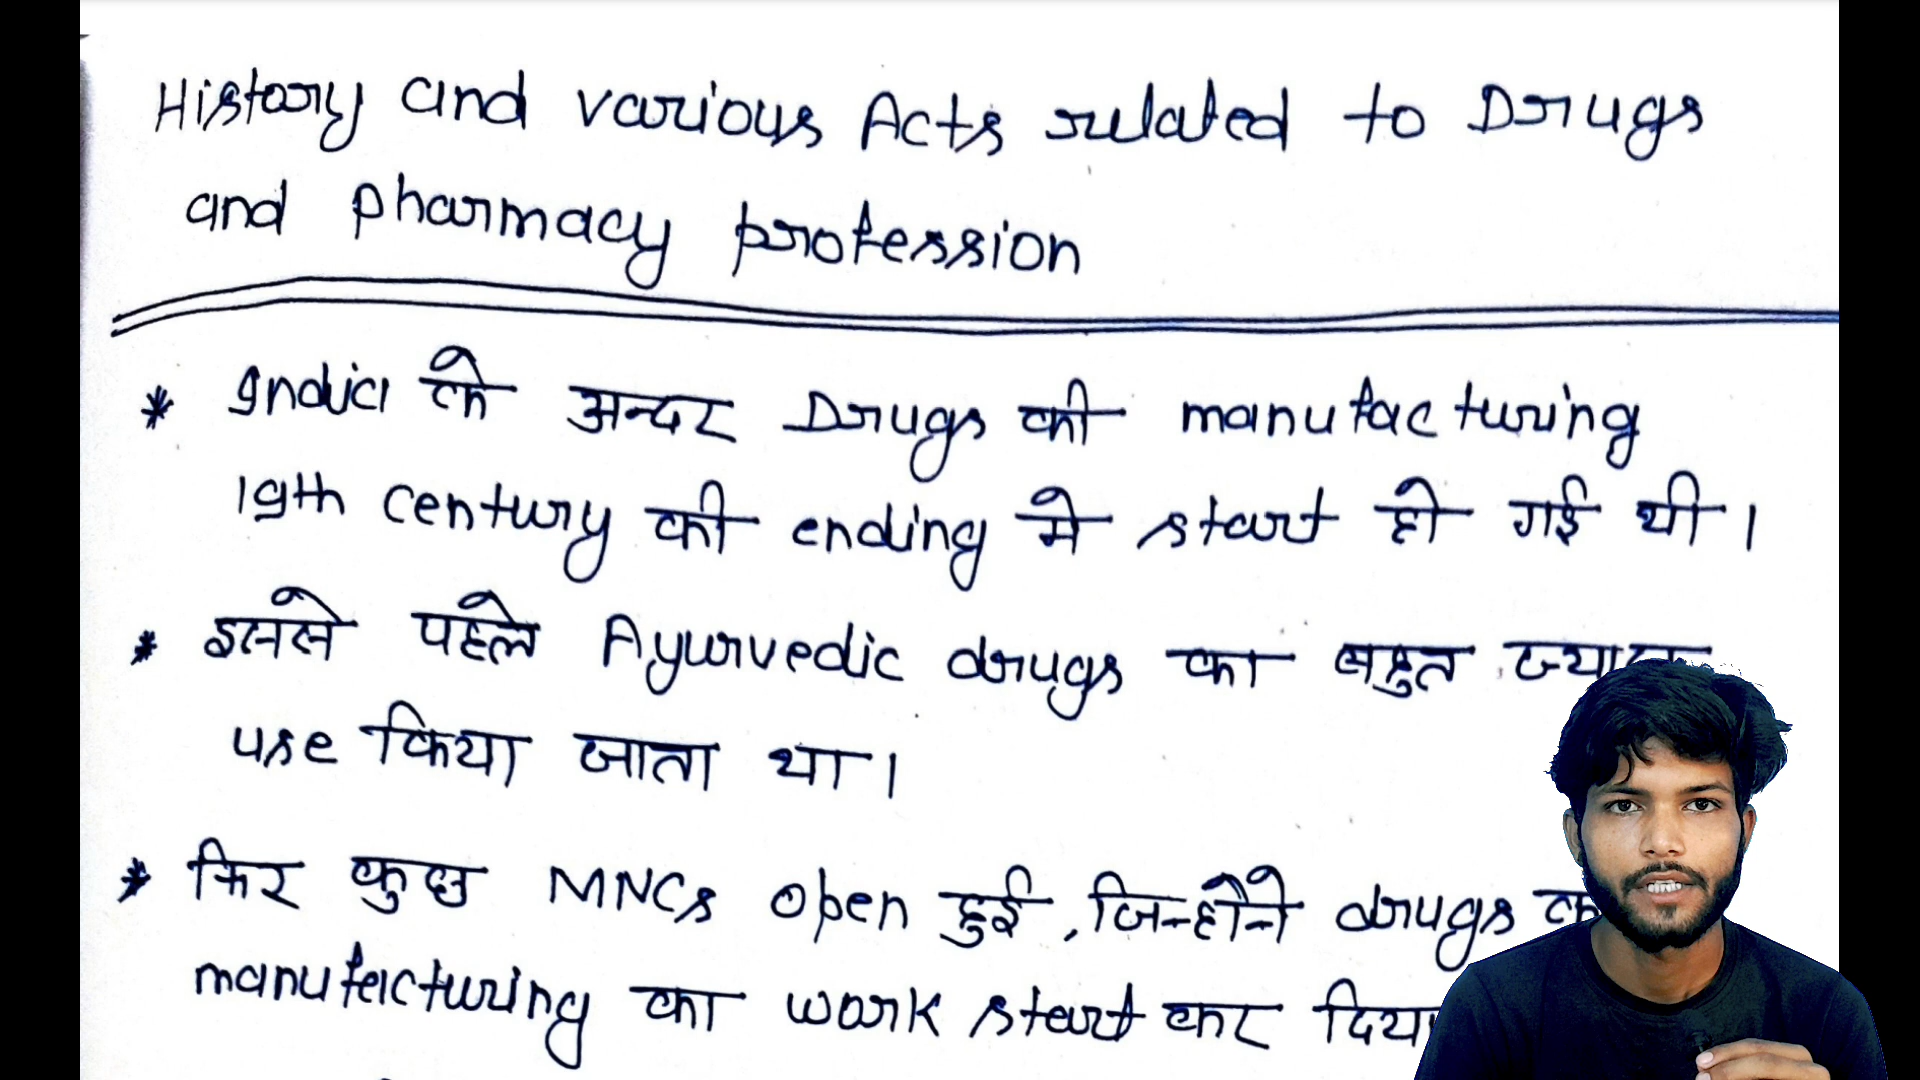 History and various Acts related to Drugs
and pharmacy profession
* India के अन्दर Drugs की manufacturing
19th century की ending मे start हो गई थी।
* इससे पहले Ayurvedic drugs का बहुत
use किया जाता था।
* फिर कुछ MNCs open हुई, जिन्होंने drugs
manufacturing का work start कर दिया